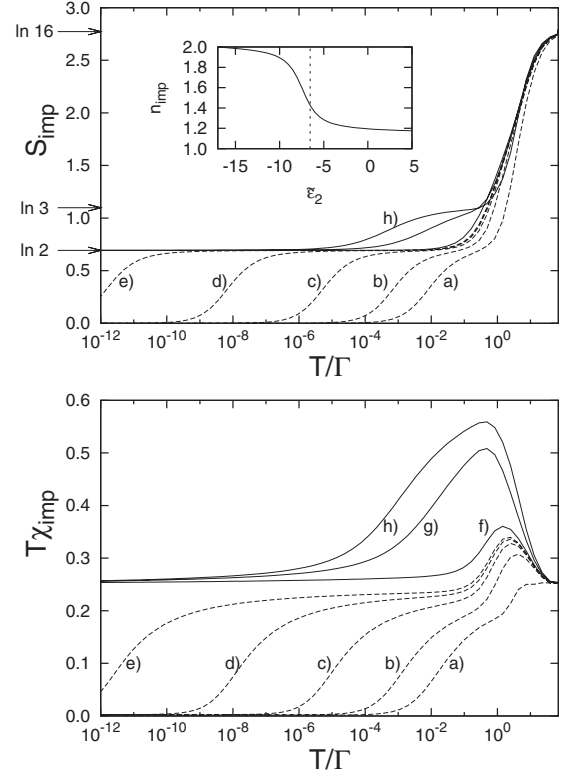 ln 16
3.0
2.5
2.0
1.5
1.0
0.5
0.0
ln 3
ln 2
S_imp
2.0
1.8
1.6
1.4
1.2
1.0
n_imp
-15 -10 -5 0 5
ε̃_2
h)
e) d) c) b) a)
10^-12 10^-10 10^-8 10^-6 10^-4 10^-2 10^0
T/Γ
0.6
0.5
0.4
0.3
0.2
0.1
0.0
Tχ_imp
h) g) f)
e) d) c) b) a)
10^-12 10^-10 10^-8 10^-6 10^-4 10^-2 10^0
T/Γ